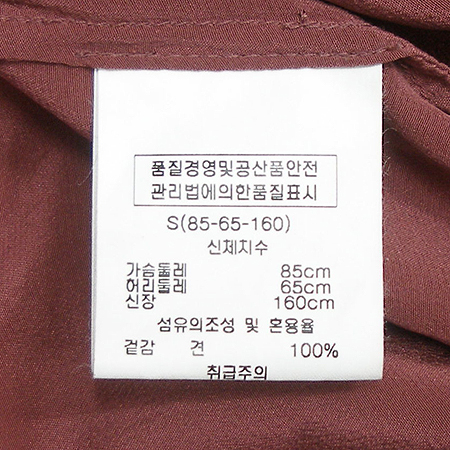 품질경영및공산품안전
관리법에의한품질표시
S(85-65-160)
신체치수
가슴둘레 85cm
허리둘레 65cm
신장 160cm
섬유의조성 및 혼용율
겉감 견 100%
취급주의